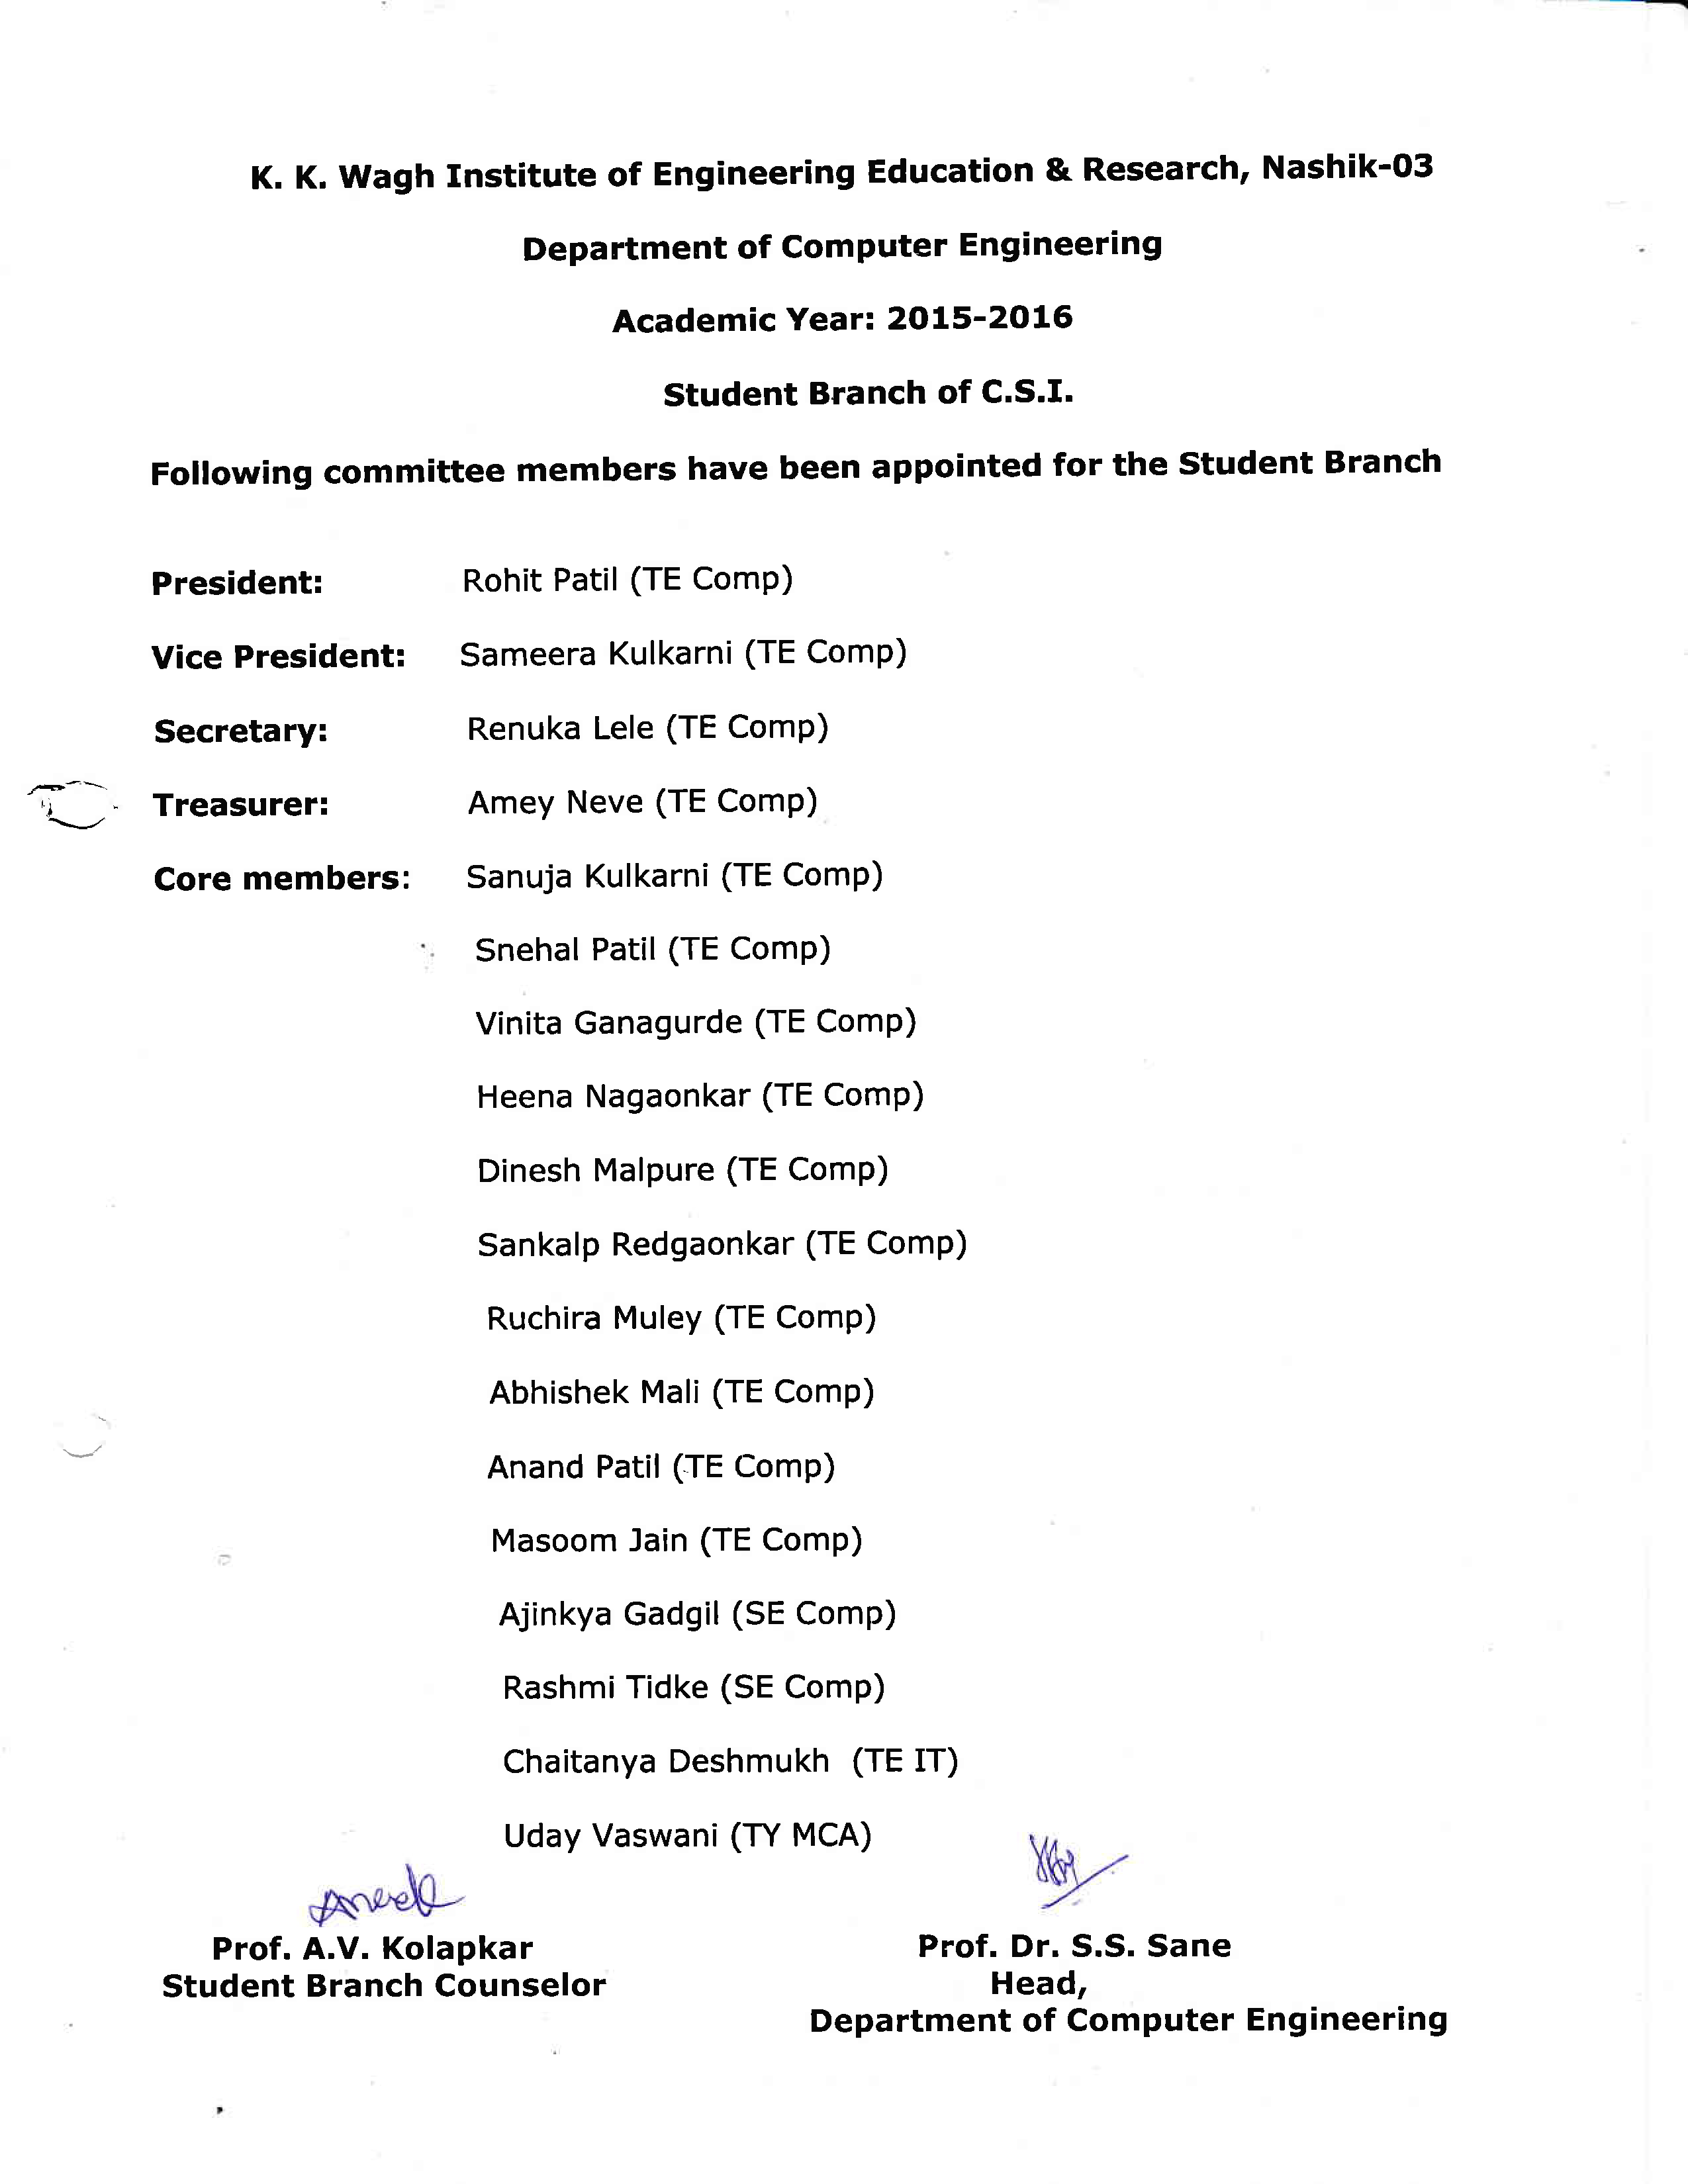 K. K. Wagh Institute of Engineering Education & Research, Nashik-03
Department of Computer Engineering
Academic Year: 2015-2016
Student Branch of C.S.I.
Following committee members have been appointed for the Student Branch
President: Rohit Patil (TE Comp)
Vice President: Sameera Kulkarni (TE Comp)
Secretary: Renuka Lele (TE Comp)
Treasurer: Amey Neve (TE Comp)
Core members: Sanuja Kulkarni (TE Comp)
Snehal Patil (TE Comp)
Vinita Ganagurde (TE Comp)
Heena Nagaonkar (TE Comp)
Dinesh Malpure (TE Comp)
Sankalp Redgaonkar (TE Comp)
Ruchira Muley (TE Comp)
Abhishek Mali (TE Comp)
Anand Patil (TE Comp)
Masoom Jain (TE Comp)
Ajinkya Gadgil (SE Comp)
Rashmi Tidke (SE Comp)
Chaitanya Deshmukh (TE IT)
Uday Vaswani (TY MCA)
Prof. A.V. Kolapkar
Student Branch Counselor
Prof. Dr. S.S. Sane
Head,
Department of Computer Engineering